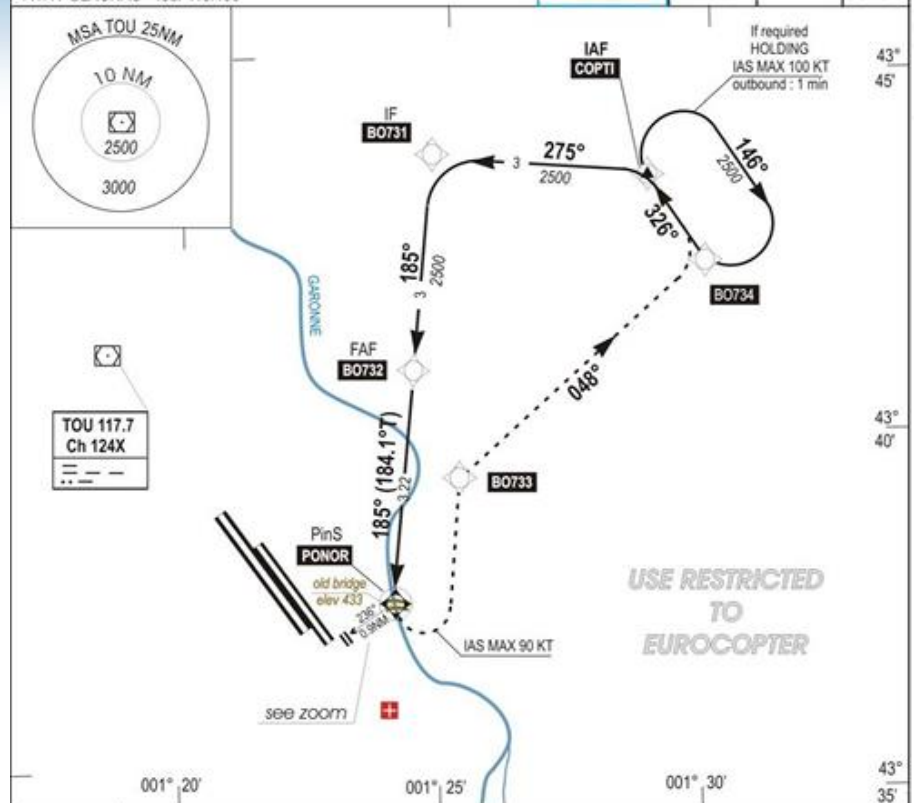 MSA TOU 25NM
10 NM
2500
3000
If required
HOLDING
IAS MAX 100 KT
outbound : 1 min
IAF
COPTI
43°
45'
IF
BO731
275°
3
2500
146°
2500
326°
185°
3
2500
BO734
GARONNE
FAF
BO732
048°
TOU 117.7
Ch 124X
43°
40'
185° (184.1°T)
3.22
BO733
PinS
PONOR
old bridge
elev 433
236°
0.9NM
USE RESTRICTED
TO
EUROCOPTER
IAS MAX 90 KT
see zoom
001° 20'
001° 25'
001° 30'
43°
35'